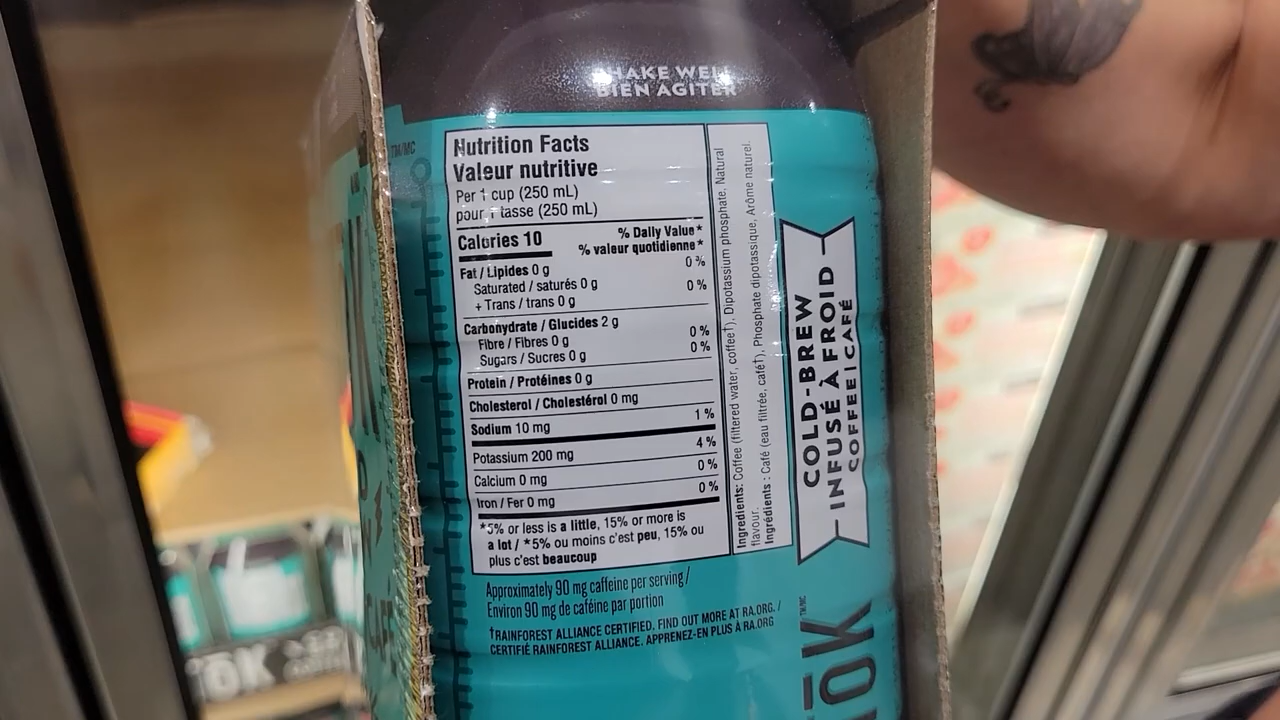 SHAKE WELL
BIEN AGITER
TM/MC
Nutrition Facts
Valeur nutritive
Per 1 cup (250 mL)
pour 1 tasse (250 mL)
Calories 10
% Daily Value*
% valeur quotidienne*
Fat / Lipides 0 g 0 %
Saturated / saturés 0 g
+ Trans / trans 0 g 0 %
Carbohydrate / Glucides 2 g
Fibre / Fibres 0 g 0 %
Sugars / Sucres 0 g 0 %
Protein / Protéines 0 g
Cholesterol / Cholestérol 0 mg
Sodium 10 mg 1 %
Potassium 200 mg 4 %
Calcium 0 mg 0 %
Iron / Fer 0 mg 0 %
*5% or less is a little, 15% or more is
a lot / *5% ou moins c'est peu, 15% ou
plus c'est beaucoup
Ingredients: Coffee (filtered water, coffee†), Dipotassium phosphate, Natural
flavour.
Ingrédients : Café (eau filtrée, café†), Phosphate dipotassique, Arôme naturel.
COLD-BREW
INFUSÉ À FROID
COFFEE | CAFÉ
Approximately 90 mg caffeine per serving /
Environ 90 mg de caféine par portion
†RAINFOREST ALLIANCE CERTIFIED. FIND OUT MORE AT RA.ORG. /
CERTIFIÉ RAINFOREST ALLIANCE. APPRENEZ-EN PLUS À RA.ORG
TM/MC